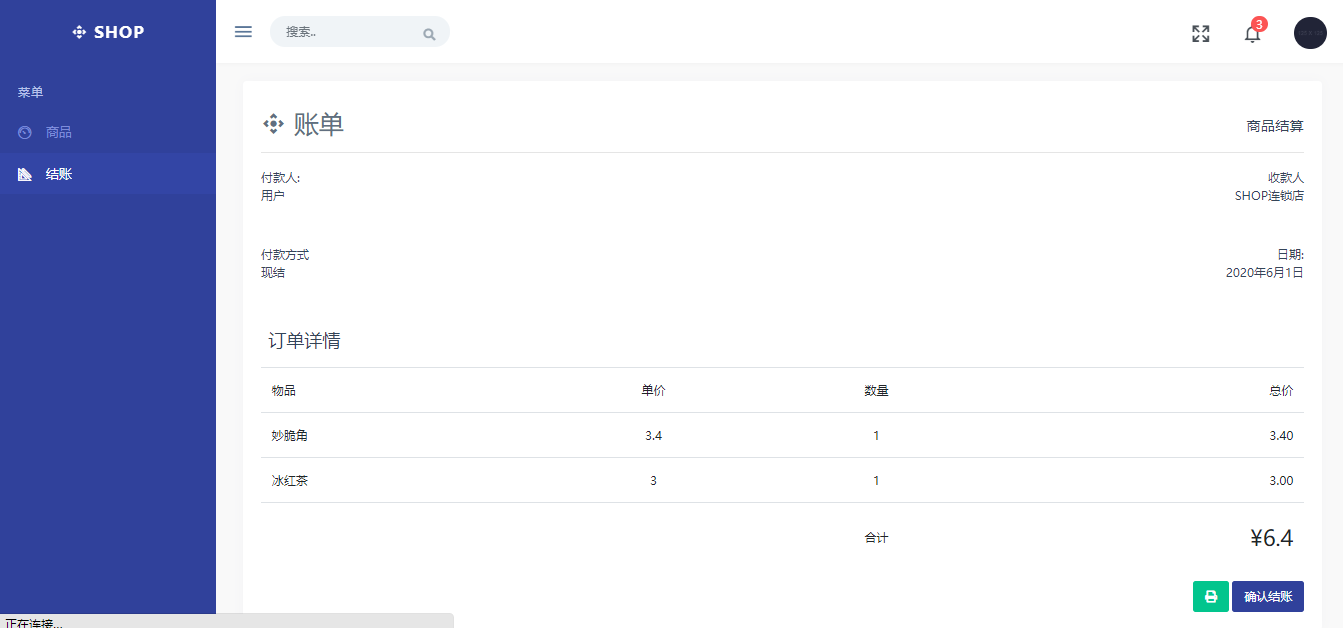 SHOP
搜索..
3
菜单
商品
结账
账单
商品结算
付款人:
用户
收款人
SHOP连锁店
付款方式
现结
日期:
2020年6月1日
订单详情
物品 单价 数量 总价
妙脆角 3.4 1 3.40
冰红茶 3 1 3.00
合计 ¥6.4
确认结账
正在连接...